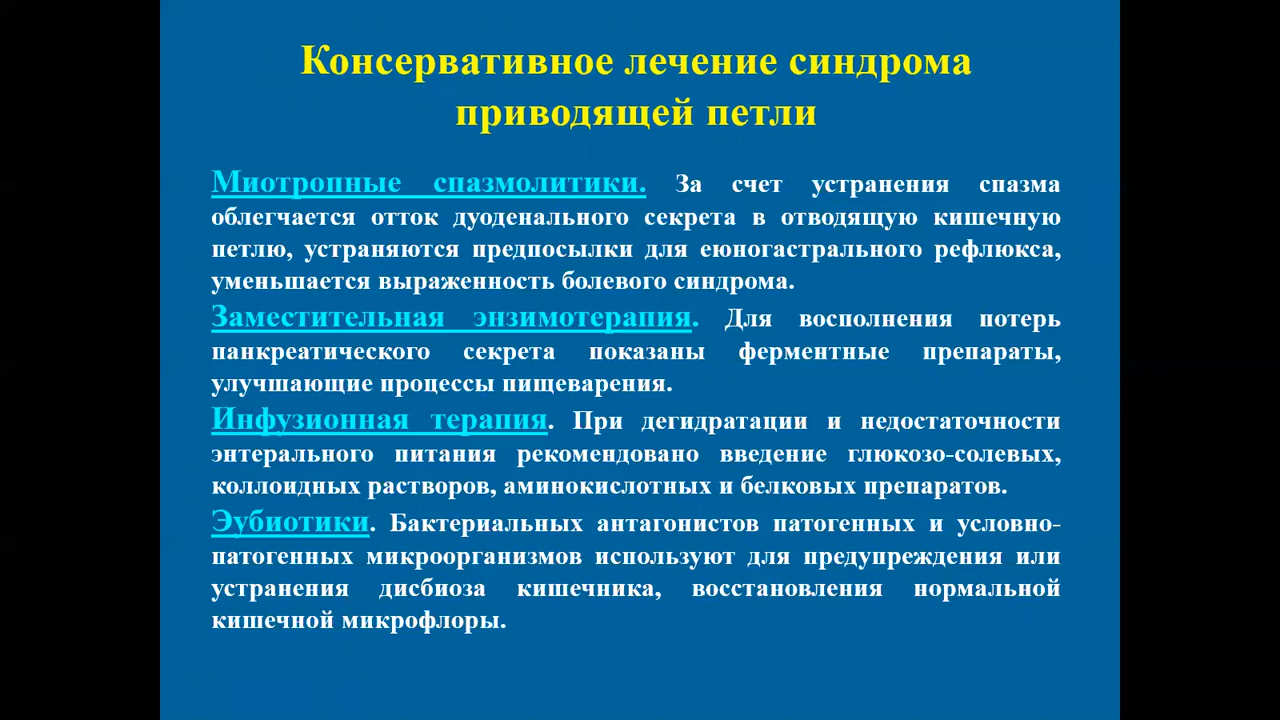 Консервативное лечение синдрома
приводящей петли
Миотропные спазмолитики. За счет устранения спазма
облегчается отток дуоденального секрета в отводящую кишечную
петлю, устраняются предпосылки для еюногастрального рефлюкса,
уменьшается выраженность болевого синдрома.
Заместительная энзимотерапия. Для восполнения потерь
панкреатического секрета показаны ферментные препараты,
улучшающие процессы пищеварения.
Инфузионная терапия. При дегидратации и недостаточности
энтерального питания рекомендовано введение глюкозо-солевых,
коллоидных растворов, аминокислотных и белковых препаратов.
Эубиотики. Бактериальных антагонистов патогенных и условно-
патогенных микроорганизмов используют для предупреждения или
устранения дисбиоза кишечника, восстановления нормальной
кишечной микрофлоры.